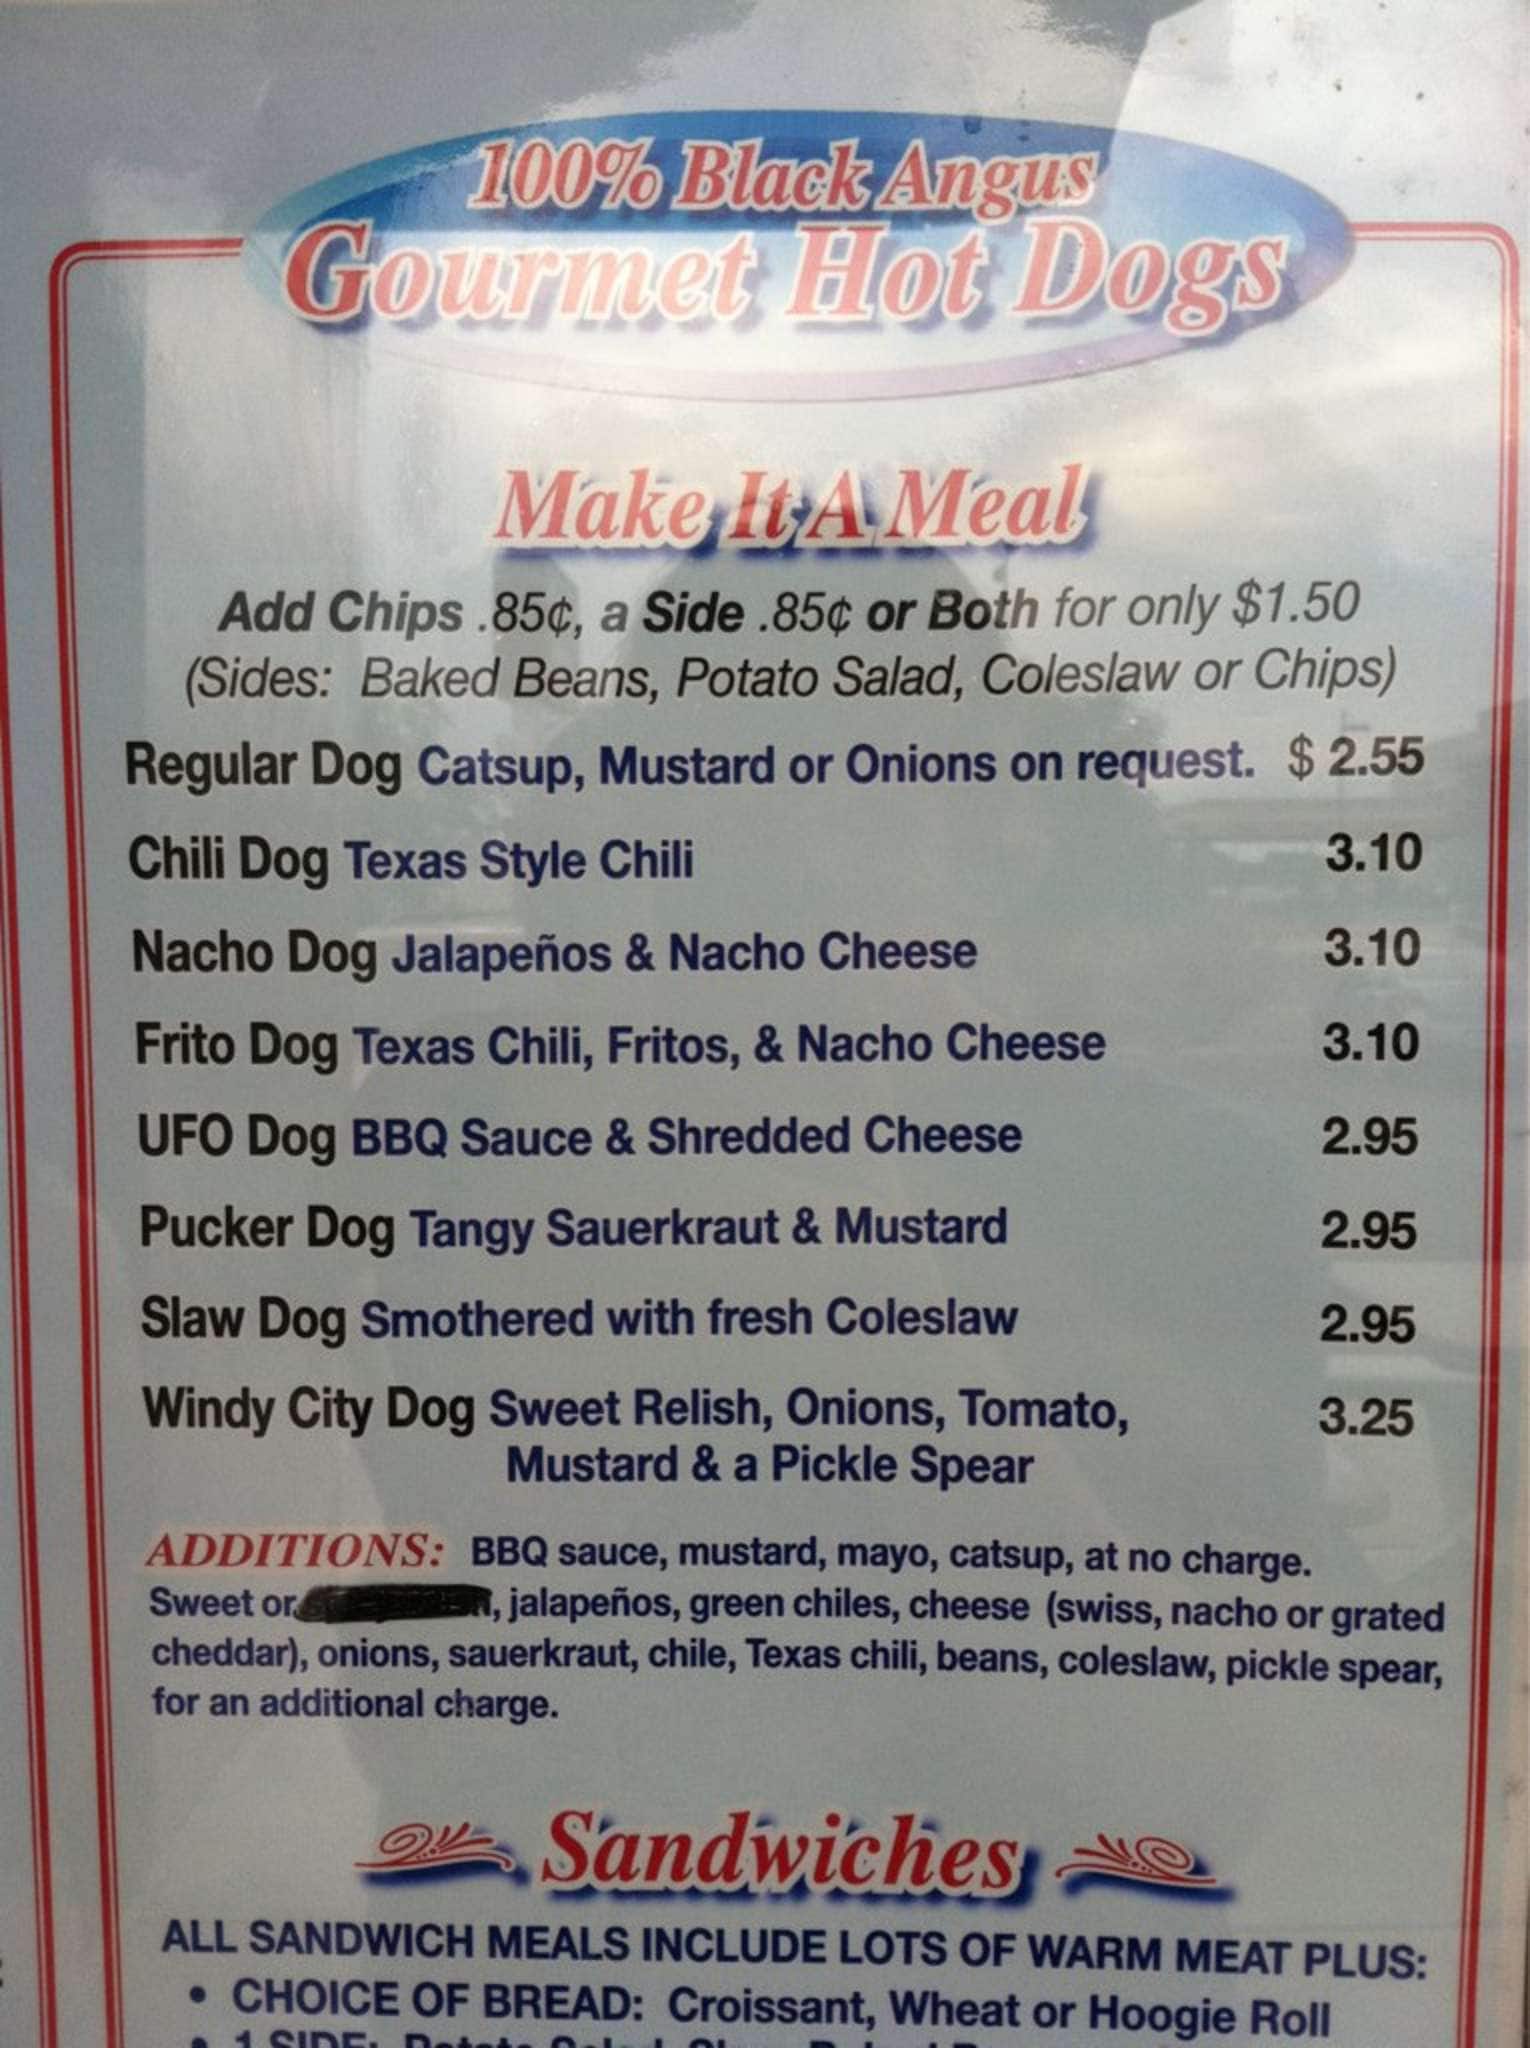 100% Black Angus
Gourmet Hot Dogs
Make It A Meal
Add Chips .85¢, a Side .85¢ or Both for only $1.50
(Sides: Baked Beans, Potato Salad, Coleslaw or Chips)
Regular Dog Catsup, Mustard or Onions on request. $ 2.55
Chili Dog Texas Style Chili 3.10
Nacho Dog Jalapeños & Nacho Cheese 3.10
Frito Dog Texas Chili, Fritos, & Nacho Cheese 3.10
UFO Dog BBQ Sauce & Shredded Cheese 2.95
Pucker Dog Tangy Sauerkraut & Mustard 2.95
Slaw Dog Smothered with fresh Coleslaw 2.95
Windy City Dog Sweet Relish, Onions, Tomato, 3.25
Mustard & a Pickle Spear
ADDITIONS: BBQ sauce, mustard, mayo, catsup, at no charge.
Sweet or , jalapeños, green chiles, cheese (swiss, nacho or grated
cheddar), onions, sauerkraut, chile, Texas chili, beans, coleslaw, pickle spear,
for an additional charge.
Sandwiches
ALL SANDWICH MEALS INCLUDE LOTS OF WARM MEAT PLUS:
• CHOICE OF BREAD: Croissant, Wheat or Hoogie Roll
• 1 SIDE: Potato Salad,